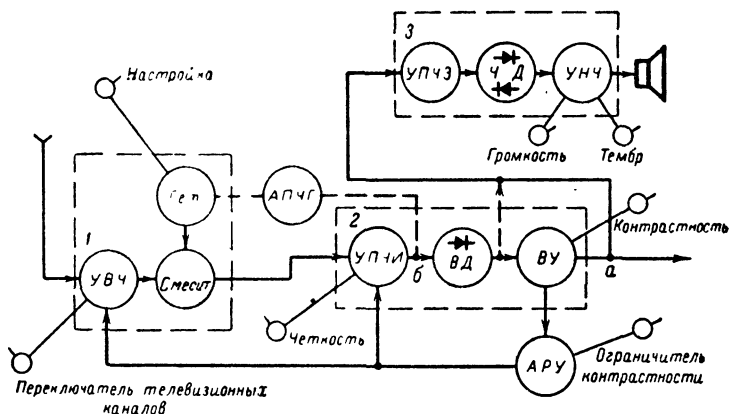 3
УПЧЗ
Ч Д
УНЧ
Настройка
Громкость
Тембр
Геп
АПЧГ
1
2
Контрастность
УВЧ
Смесит
УПЧИ
б
ВД
ВУ
а
Четкость
АРУ
Ограничитель
контрастности
Переключатель телевизионных
каналов